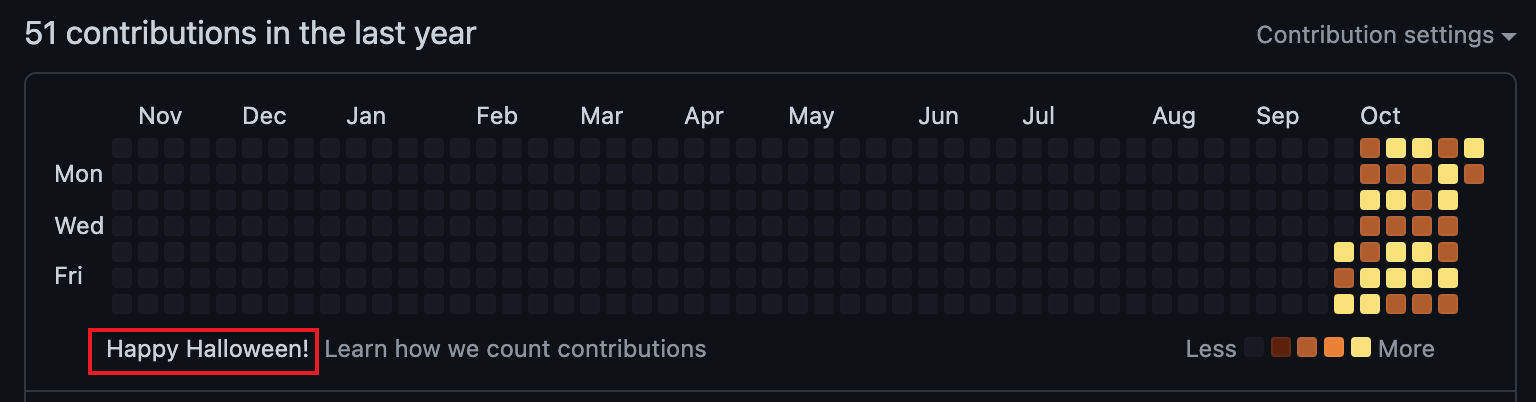 51 contributions in the last year
Contribution settings
Nov Dec Jan Feb Mar Apr May Jun Jul Aug Sep Oct
Mon
Wed
Fri
Happy Halloween! Learn how we count contributions
Less More